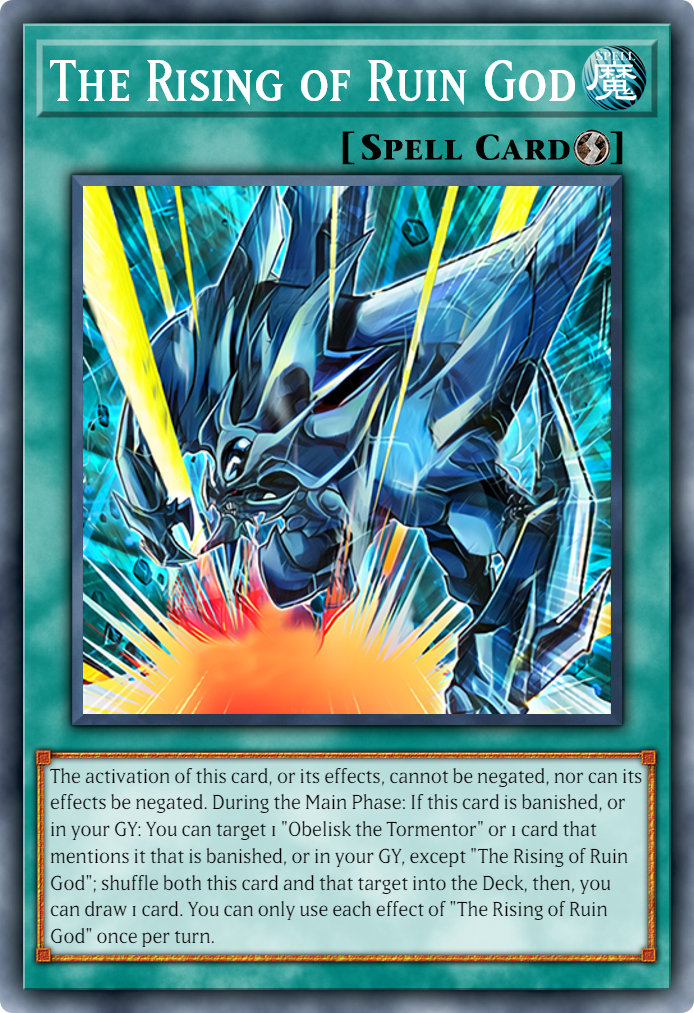 The Rising of Ruin God
SPELL
魔
[Spell Card]
The activation of this card, or its effects, cannot be negated, nor can its
effects be negated. During the Main Phase: If this card is banished, or
in your GY: You can target 1 "Obelisk the Tormentor" or 1 card that
mentions it that is banished, or in your GY, except "The Rising of Ruin
God"; shuffle both this card and that target into the Deck, then, you
can draw 1 card. You can only use each effect of "The Rising of Ruin
God" once per turn.